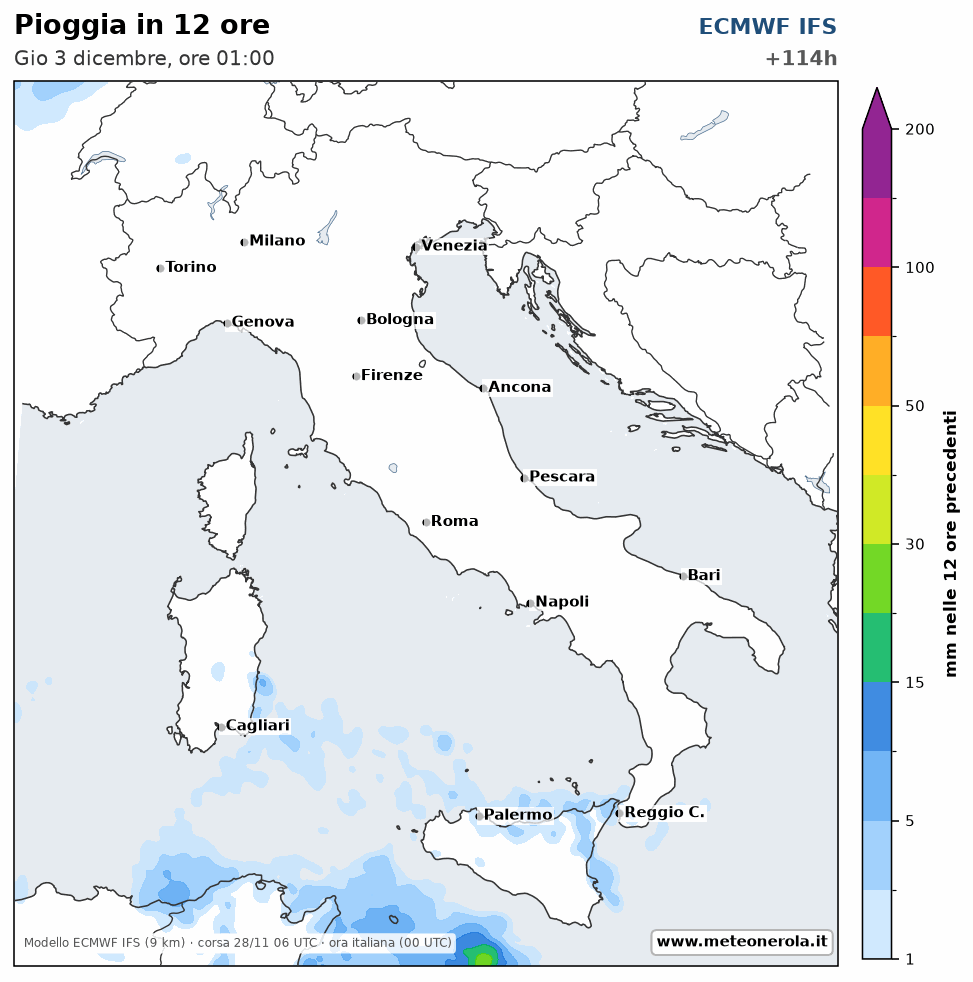 Pioggia in 12 ore
ECMWF IFS
Gio 3 dicembre, ore 01:00
+114h
Milano
Venezia
Torino
Genova
Bologna
Firenze
Ancona
Pescara
Roma
Bari
Napoli
Cagliari
Palermo
Reggio C.
Modello ECMWF IFS (9 km) · corsa 28/11 06 UTC · ora italiana (00 UTC)
www.meteonerola.it
200
100
50
30
15
5
1
mm nelle 12 ore precedenti